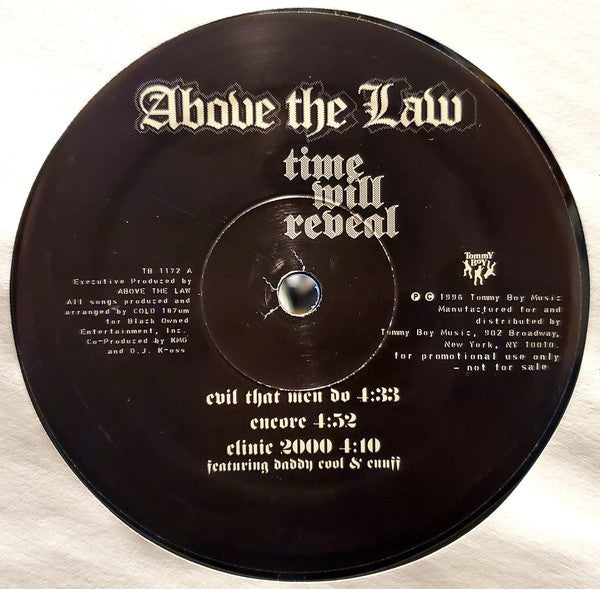 Above the Law
time
will
reveal
TB 1172 A
Executive Produced by
ABOVE THE LAW
All songs produced and
arranged by COLD 187um
for Black Owned
Entertainment, Inc.
Co-Produced by KMG
and D.J. K-oss
Tommy
Boy
℗ © 1996 Tommy Boy Music
Manufactured for and
distributed by
Tommy Boy Music, 902 Broadway,
New York, NY 10010.
for promotional use only
– not for sale
evil that men do 4:33
encore 4:52
clinic 2000 4:10
featuring daddy cool & enuff